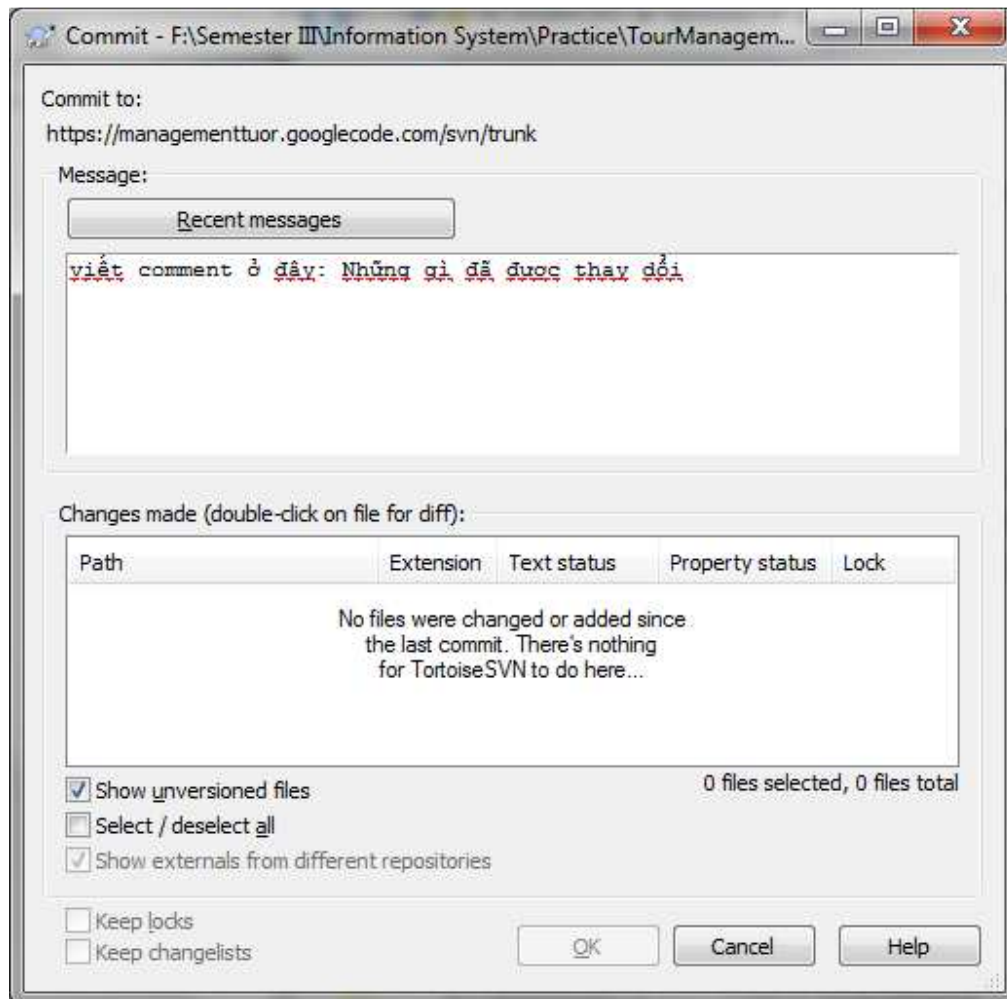 Commit - F:\Semester III\Information System\Practice\TourManagem...
Commit to:
https://managementtuor.googlecode.com/svn/trunk
Message:
Recent messages
viết comment ở đây: Những gì đã được thay dổi
Changes made (double-click on file for diff):
Path Extension Text status Property status Lock
No files were changed or added since
the last commit. There's nothing
for TortoiseSVN to do here...
Show unversioned files
0 files selected, 0 files total
Select / deselect all
Show externals from different repositories
Keep locks
Keep changelists
OK Cancel Help